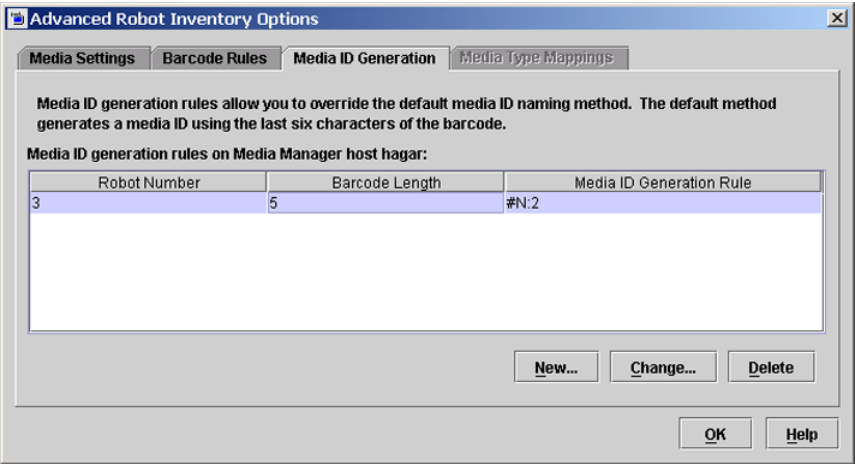 Advanced Robot Inventory Options
Media Settings Barcode Rules Media ID Generation Media Type Mappings
Media ID generation rules allow you to override the default media ID naming method. The default method
generates a media ID using the last six characters of the barcode.
Media ID generation rules on Media Manager host hagar:
Robot Number Barcode Length Media ID Generation Rule
3 5 #N:2
New... Change... Delete
OK Help